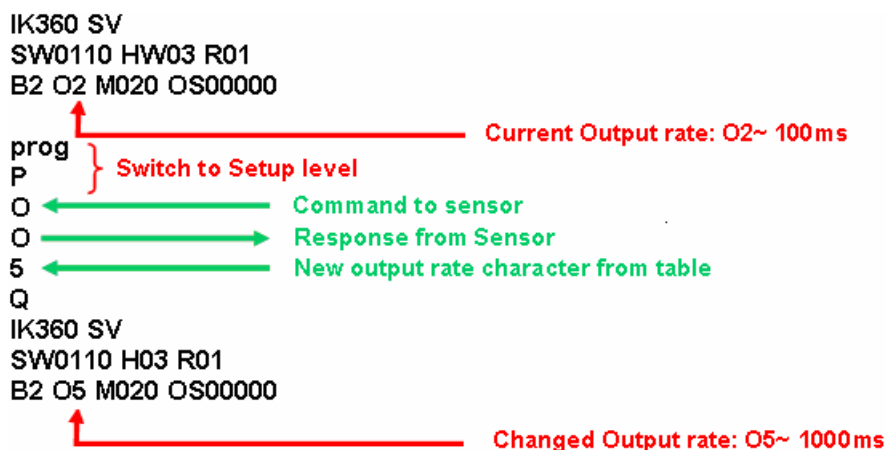 IK360 SV
SW0110 HW03 R01
B2 O2 M020 OS00000
Current Output rate: O2~ 100ms
prog
P
Switch to Setup level
O Command to sensor
O Response from Sensor
5 New output rate character from table
Q
IK360 SV
SW0110 H03 R01
B2 O5 M020 OS00000
Changed Output rate: O5~ 1000ms